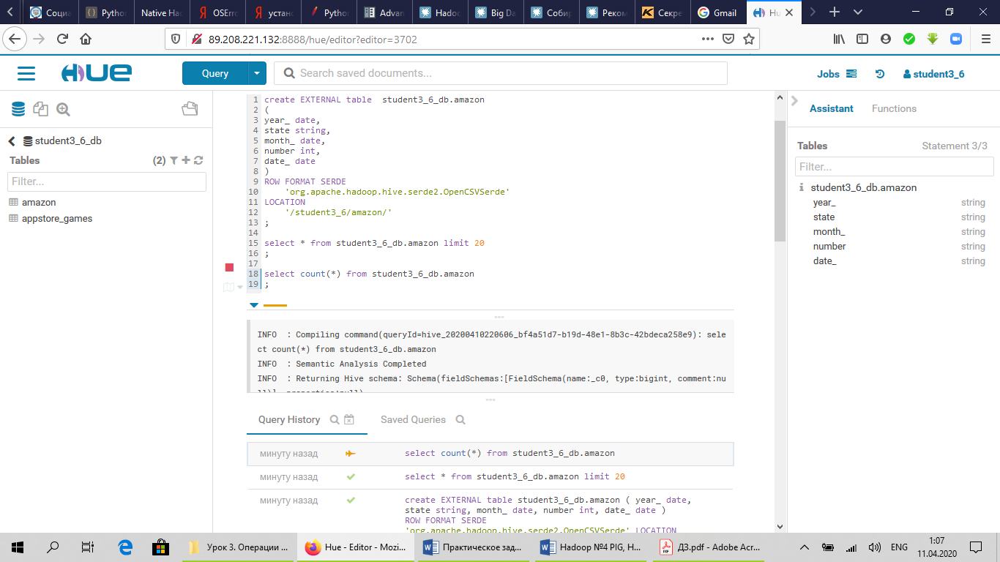 Социа
Pytho
Native Ha
OSErro
устан
Pytho
Advan
Hadoo
Big Da
Собир
Реком
Секре
Gmail
Hu
89.208.221.132:8888/hue/editor?editor=3702
HUE
Query
Search saved documents...
Jobs
student3_6
student3_6_db
Tables
(2)
Filter...
amazon
appstore_games
1 create EXTERNAL table  student3_6_db.amazon
2 (
3 year_ date,
4 state string,
5 month_ date,
6 number int,
7 date_ date
8 )
9 ROW FORMAT SERDE
10     'org.apache.hadoop.hive.serde2.OpenCSVSerde'
11 LOCATION
12     '/student3_6/amazon/'
13 ;
14
15 select * from student3_6_db.amazon limit 20
16 ;
17
18 select count(*) from student3_6_db.amazon
19 ;
INFO  : Compiling command(queryId=hive_20200410220606_bf4a51d7-b19d-48e1-8b3c-42bdeca258e9): sele
ct count(*) from student3_6_db.amazon
INFO  : Semantic Analysis Completed
INFO  : Returning Hive schema: Schema(fieldSchemas:[FieldSchema(name:_c0, type:bigint, comment:nu
ll)], properties:null)
Query History
Saved Queries
минуту назад select count(*) from student3_6_db.amazon
минуту назад select * from student3_6_db.amazon limit 20
минуту назад create EXTERNAL table student3_6_db.amazon ( year_ date,
state string, month_ date, number int, date_ date )
ROW FORMAT SERDE
'org.apache.hadoop.hive.serde2.OpenCSVSerde' LOCATION
Assistant
Functions
Tables
Statement 3/3
Filter...
student3_6_db.amazon
year_ string
state string
month_ string
number string
date_ string
Урок 3. Операции ...
Hue - Editor - Mozi...
Практическое зад...
Hadoop №4 PIG, H...
ДЗ.pdf - Adobe Acr...
ENG
1:07
11.04.2020